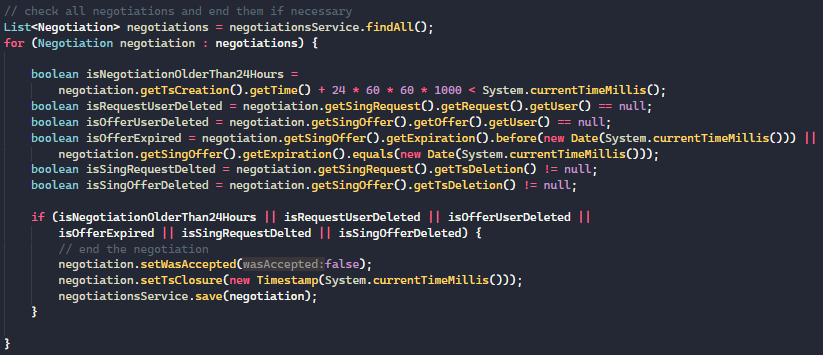 // check all negotiations and end them if necessary
List<Negotiation> negotiations = negotiationsService.findAll();
for (Negotiation negotiation : negotiations) {
boolean isNegotiationOlderThan24Hours =
negotiation.getTsCreation().getTime() + 24 * 60 * 60 * 1000 < System.currentTimeMillis();
boolean isRequestUserDeleted = negotiation.getSingRequest().getRequest().getUser() == null;
boolean isOfferUserDeleted = negotiation.getSingOffer().getOffer().getUser() == null;
boolean isOfferExpired = negotiation.getSingOffer().getExpiration().before(new Date(System.currentTimeMillis())) ||
negotiation.getSingOffer().getExpiration().equals(new Date(System.currentTimeMillis()));
boolean isSingRequestDelted = negotiation.getSingRequest().getTsDeletion() != null;
boolean isSingOfferDeleted = negotiation.getSingOffer().getTsDeletion() != null;
if (isNegotiationOlderThan24Hours || isRequestUserDeleted || isOfferUserDeleted ||
isOfferExpired || isSingRequestDelted || isSingOfferDeleted) {
// end the negotiation
negotiation.setWasAccepted(wasAccepted:false);
negotiation.setTsClosure(new Timestamp(System.currentTimeMillis()));
negotiationsService.save(negotiation);
}
}